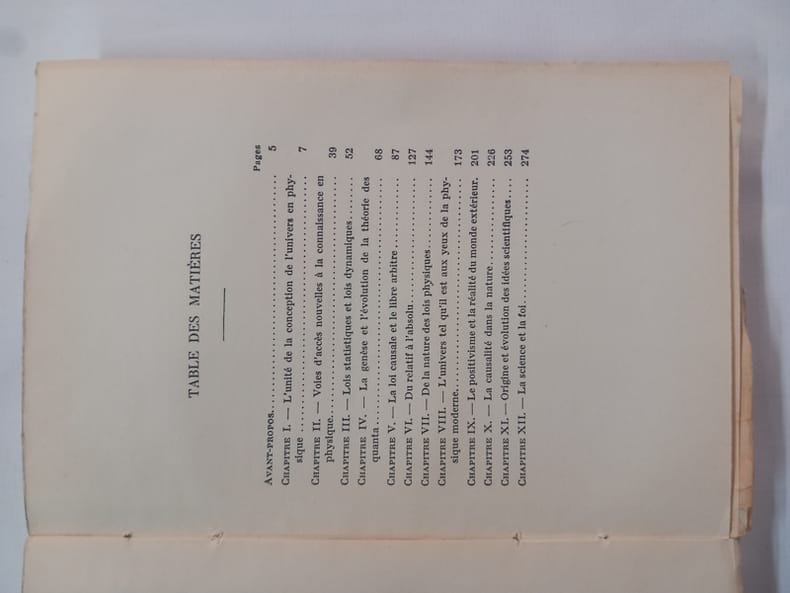 TABLE DES MATIÈRES
Pages
AVANT-PROPOS........................................ 5
CHAPITRE I. — L'unité de la conception de l'univers en phy-
sique ........................................ 7
CHAPITRE II. — Voies d'accès nouvelles à la connaissance en
physique........................................ 39
CHAPITRE III. — Lois statistiques et lois dynamiques........ 52
CHAPITRE IV. — La genèse et l'évolution de la théorie des
quanta........................................ 68
CHAPITRE V. — La loi causale et le libre arbitre............ 87
CHAPITRE VI. — Du relatif à l'absolu.................... 127
CHAPITRE VII. — De la nature des lois physiques............ 144
CHAPITRE VIII. — L'univers tel qu'il est aux yeux de la phy-
sique moderne........................................ 173
CHAPITRE IX. — Le positivisme et la réalité du monde extérieur. 201
CHAPITRE X. — La causalité dans la nature................ 226
CHAPITRE XI. — Origine et évolution des idées scientifiques.... 253
CHAPITRE XII. — La science et la foi.................... 274